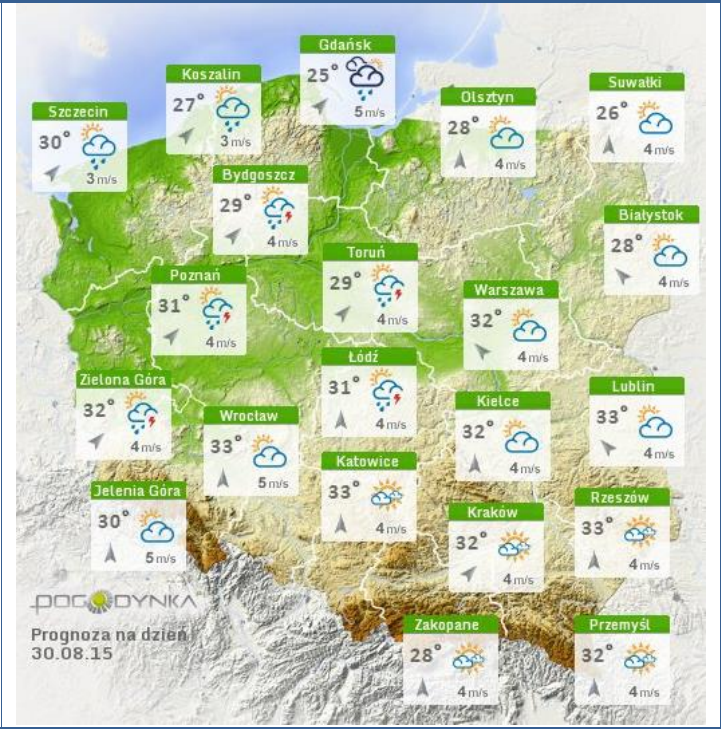 Gdańsk
25°
5 m/s
Koszalin
27°
3 m/s
Szczecin
30°
3 m/s
Olsztyn
28°
4 m/s
Suwałki
26°
4 m/s
Bydgoszcz
29°
4 m/s
Białystok
28°
4 m/s
Toruń
29°
4 m/s
Poznań
31°
4 m/s
Warszawa
32°
4 m/s
Łódź
31°
4 m/s
Zielona Góra
32°
4 m/s
Wrocław
33°
5 m/s
Kielce
32°
4 m/s
Lublin
33°
4 m/s
Katowice
33°
4 m/s
Jelenia Góra
30°
5 m/s
Kraków
32°
4 m/s
Rzeszów
33°
4 m/s
POGODYNKA
Prognoza na dzień
30.08.15
Zakopane
28°
4 m/s
Przemyśl
32°
4 m/s